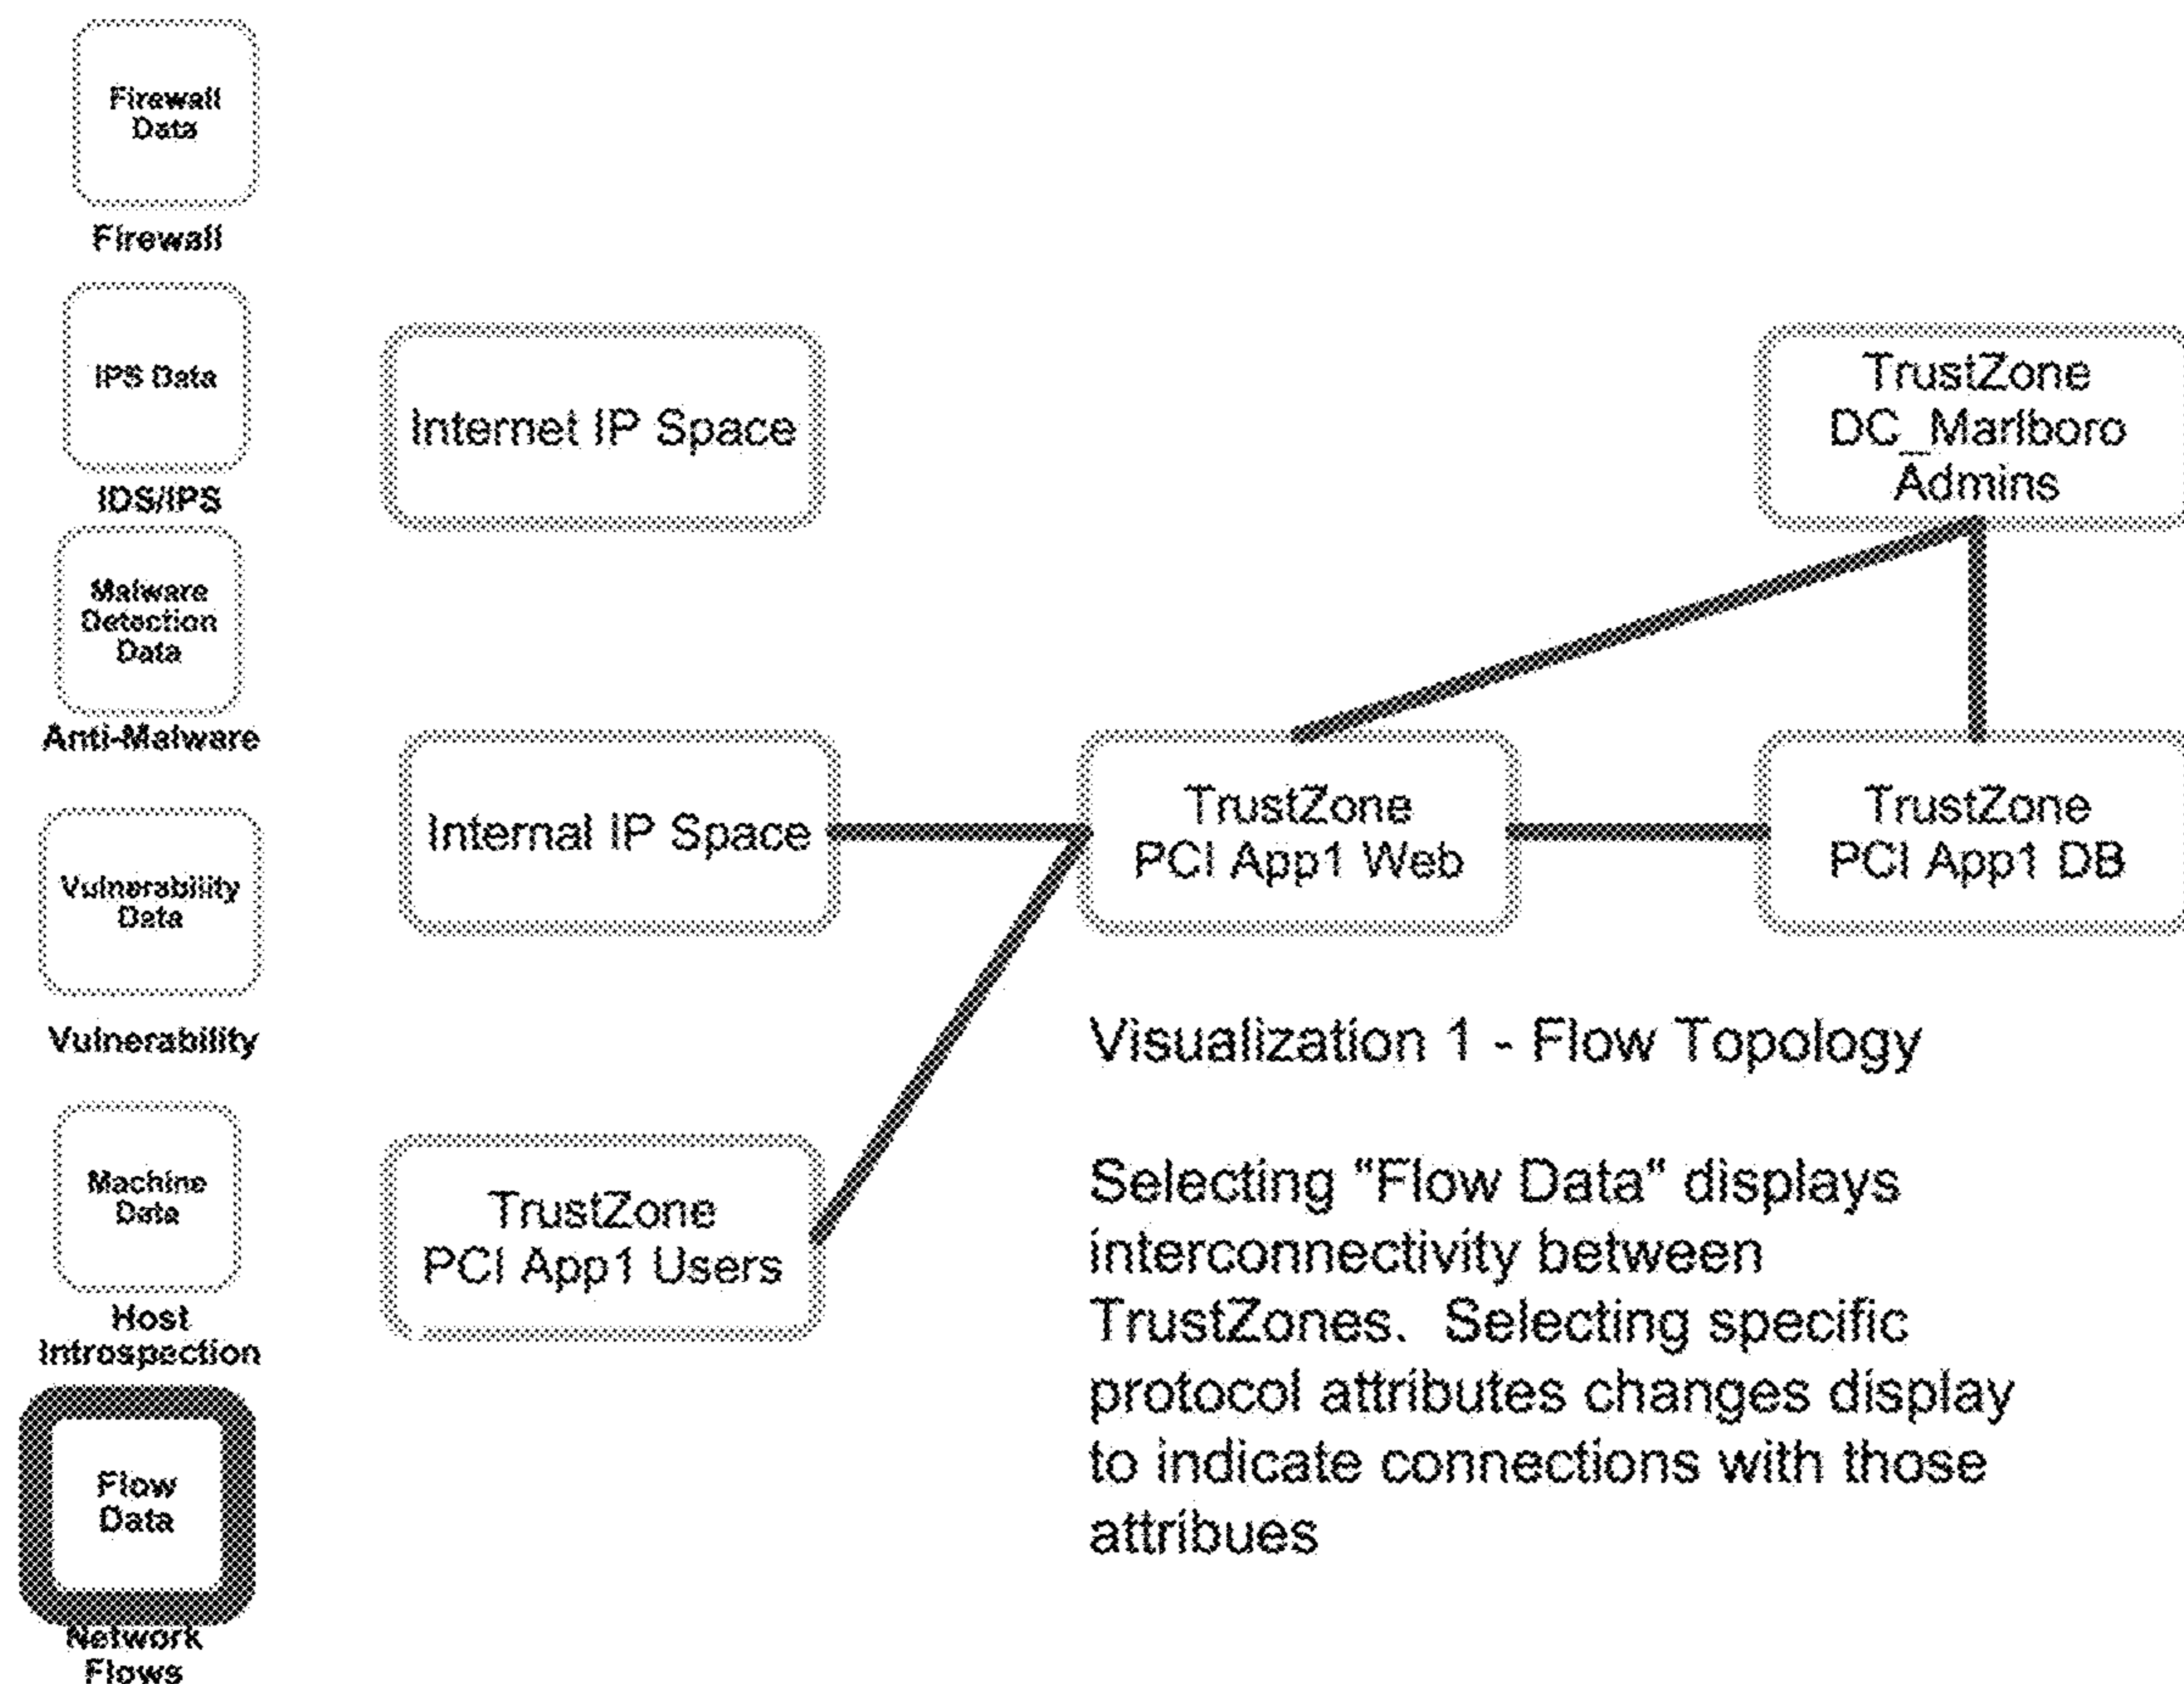 Firewall
Data
Firewall
IPS Data
IDS/IPS
Malware
Detection
Data
Anti-Malware
Vulnerability
Data
Vulnerability
Machine
Data
Host
Introspection
Flow
Data
Network
Flows
Internet IP Space
TrustZone
DC_Marlboro
Admins
Internal IP Space
TrustZone
PCI App1 Web
TrustZone
PCI App1 DB
TrustZone
PCI App1 Users
Visualization 1 - Flow Topology
Selecting "Flow Data" displays
interconnectivity between
TrustZones. Selecting specific
protocol attributes changes display
to indicate connections with those
attribues